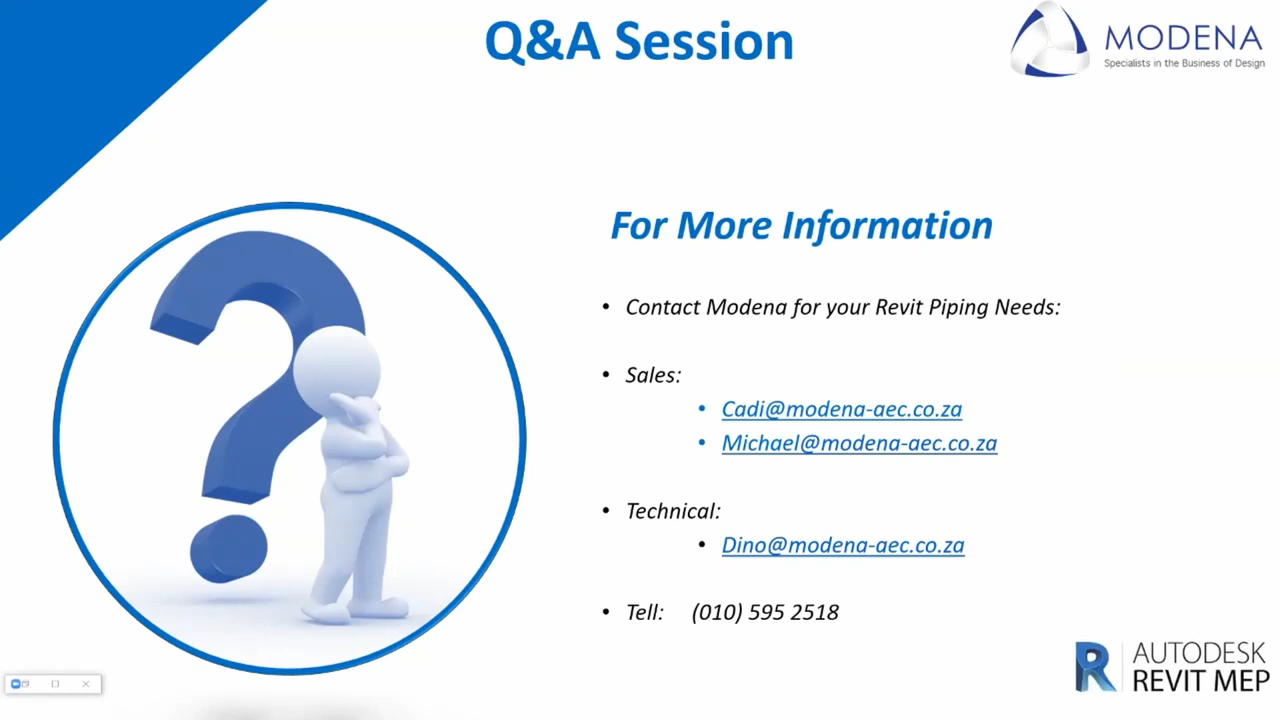 Q&A Session
MODENA
Specialists in the Business of Design
For More Information
• Contact Modena for your Revit Piping Needs:
• Sales:
• Cadi@modena-aec.co.za
• Michael@modena-aec.co.za
• Technical:
• Dino@modena-aec.co.za
• Tell: (010) 595 2518
R AUTODESK
REVIT MEP